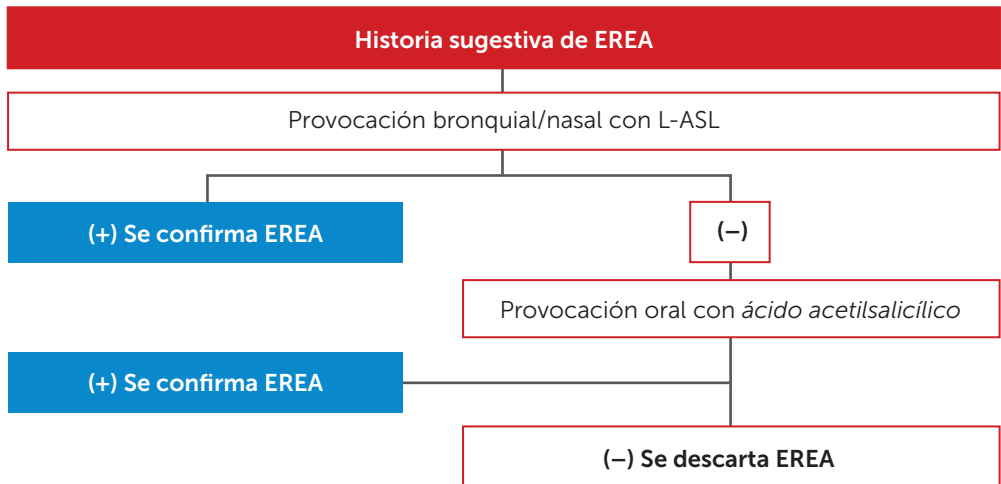 Historia sugestiva de EREA
Provocación bronquial/nasal con L-ASL
(+) Se confirma EREA
(–)
Provocación oral con ácido acetilsalicílico
(+) Se confirma EREA
(–) Se descarta EREA